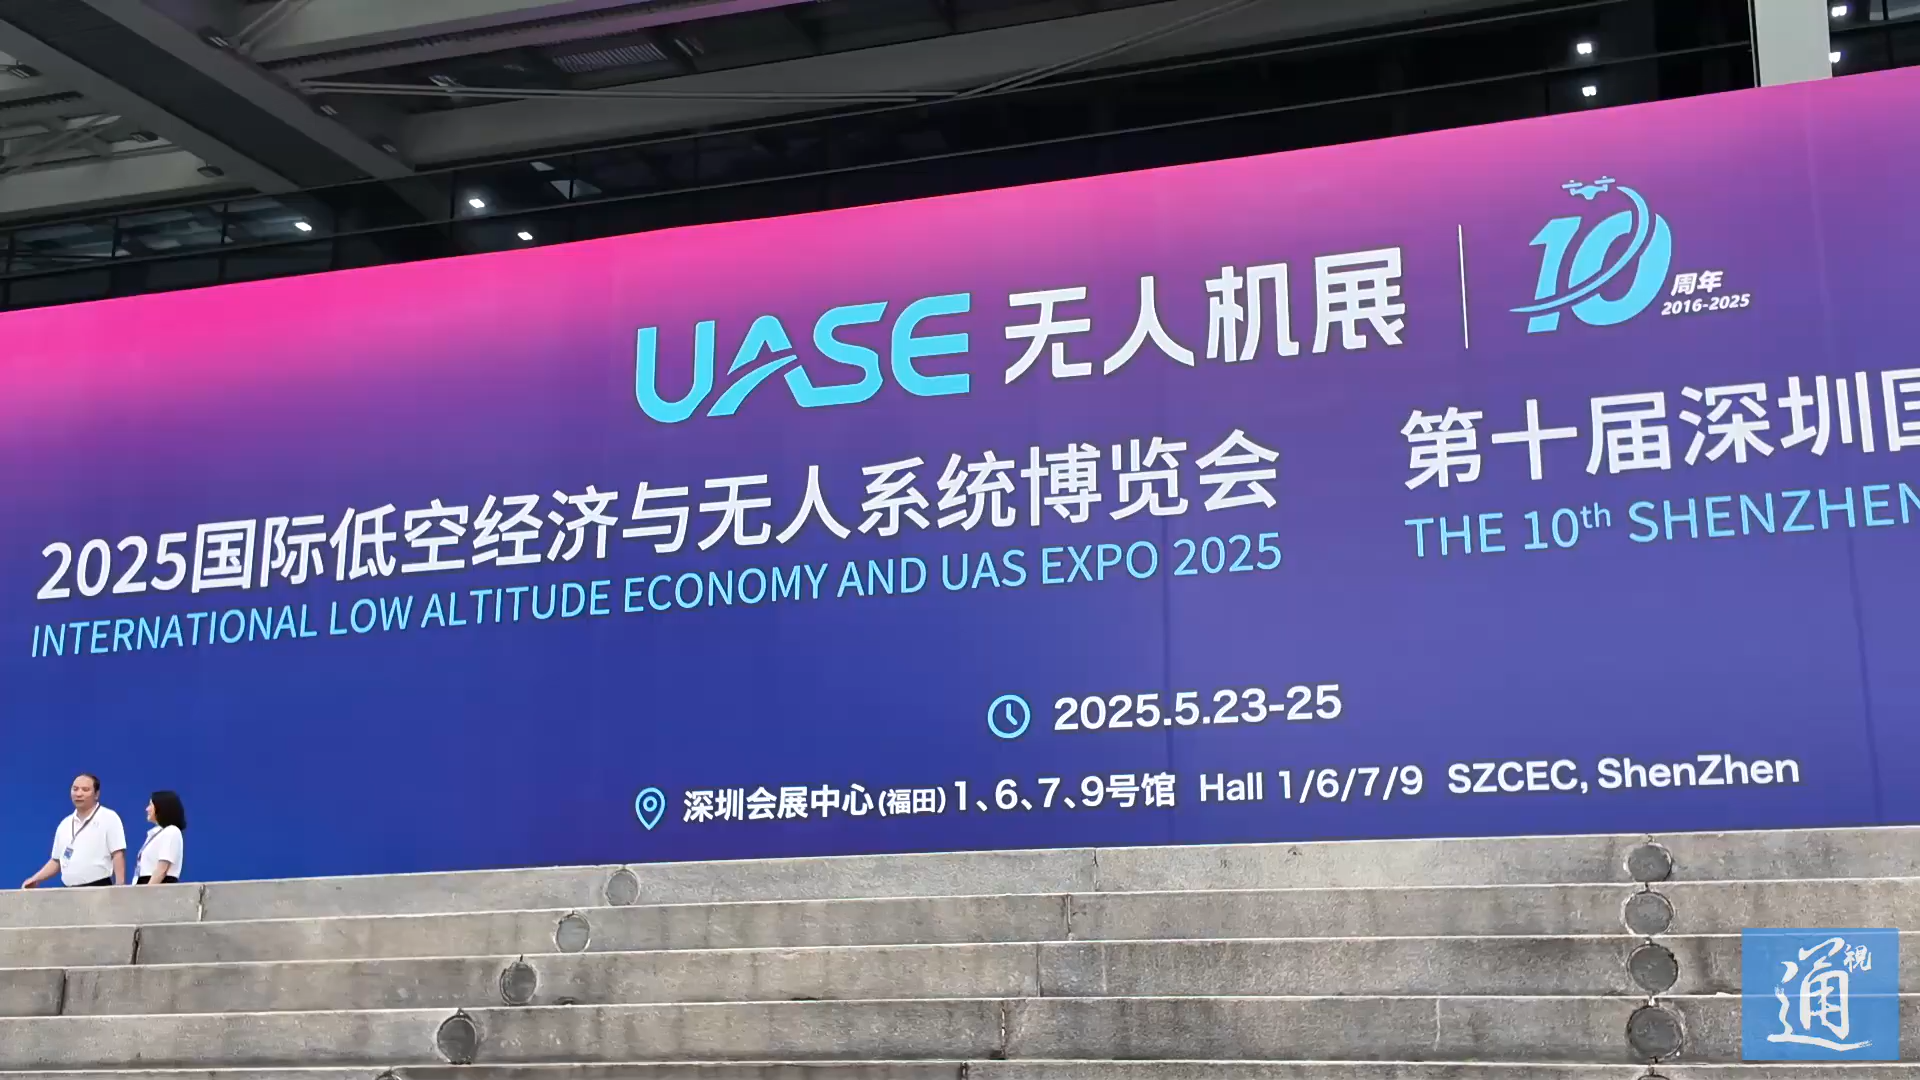 UASE 无人机展
10 周年
2016-2025
2025国际低空经济与无人系统博览会
INTERNATIONAL LOW ALTITUDE ECONOMY AND UAS EXPO 2025
第十届深圳国
THE 10th SHENZHEN
2025.5.23-25
深圳会展中心(福田)1、6、7、9号馆 Hall 1/6/7/9 SZCEC, ShenZhen
通視